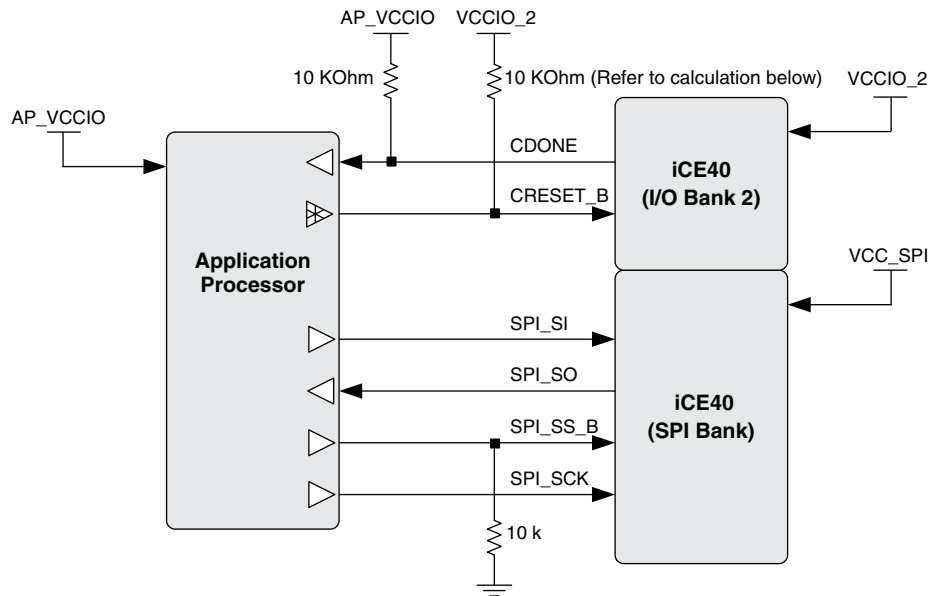 AP_VCCIO VCCIO_2
10 KOhm 10 KOhm (Refer to calculation below)
VCCIO_2
AP_VCCIO
CDONE
iCE40
(I/O Bank 2)
CRESET_B
Application
Processor
VCC_SPI
SPI_SI
SPI_SO
iCE40
(SPI Bank)
SPI_SS_B
SPI_SCK
10 k